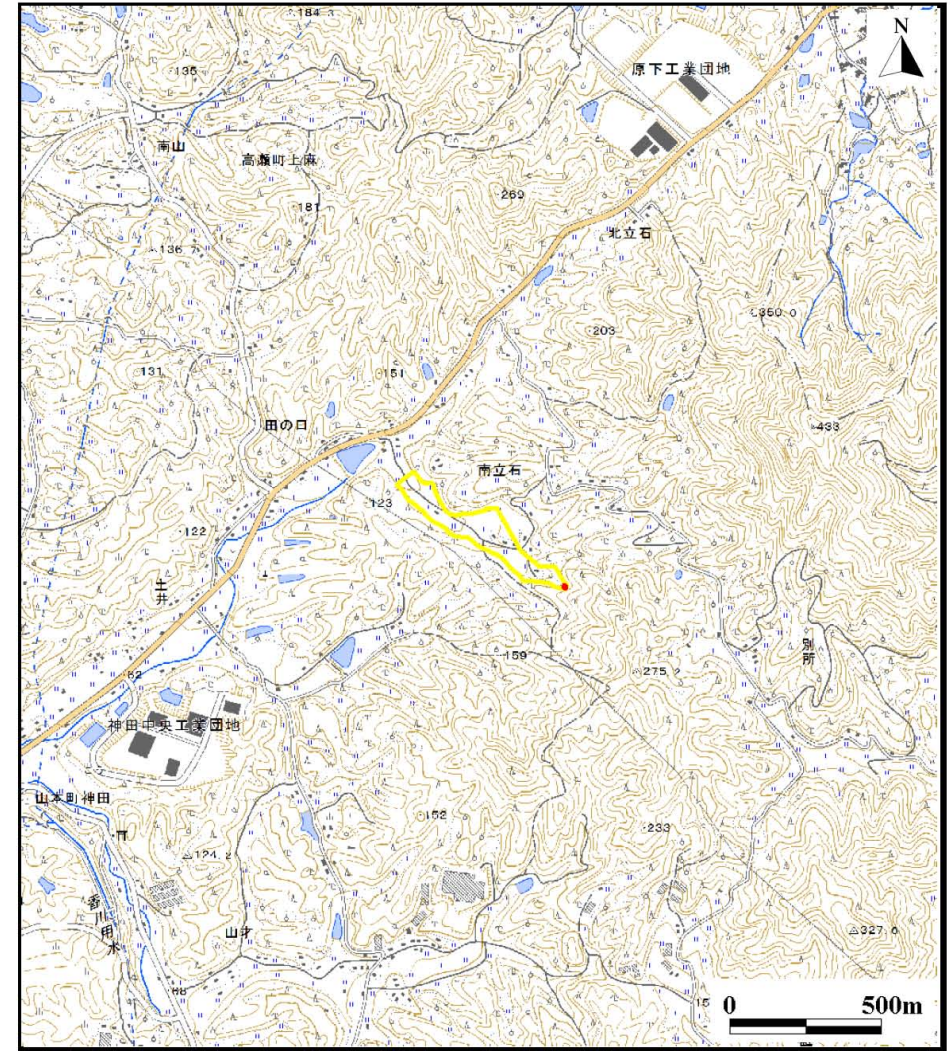 184.3
N
135
原下工業団地
南山
高瀬町上麻
269
181
北立石
136.7
350.0
203
131
151
田の口
433
南立石
123
122
土井
159
別所
275.2
82
神田中央工業団地
山本町神田
152
233
124.2
香川用水
山才
327.6
68
0 500m